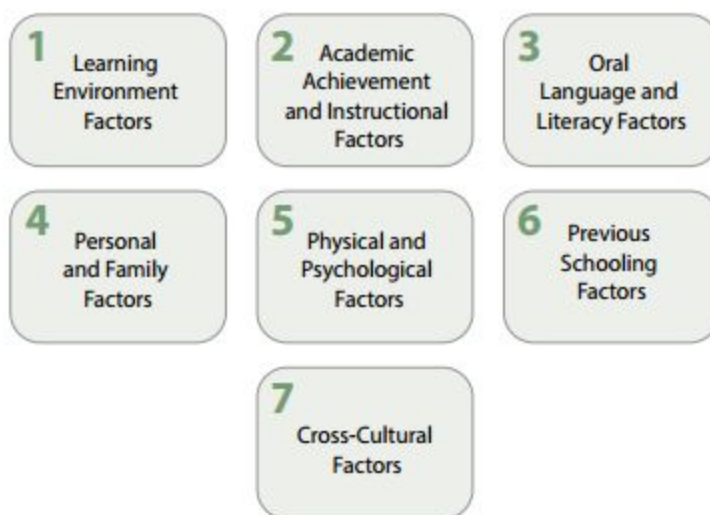 1
Learning
Environment
Factors
2
Academic
Achievement
and Instructional
Factors
3
Oral
Language and
Literacy Factors
4
Personal
and Family
Factors
5
Physical and
Psychological
Factors
6
Previous
Schooling
Factors
7
Cross-Cultural
Factors